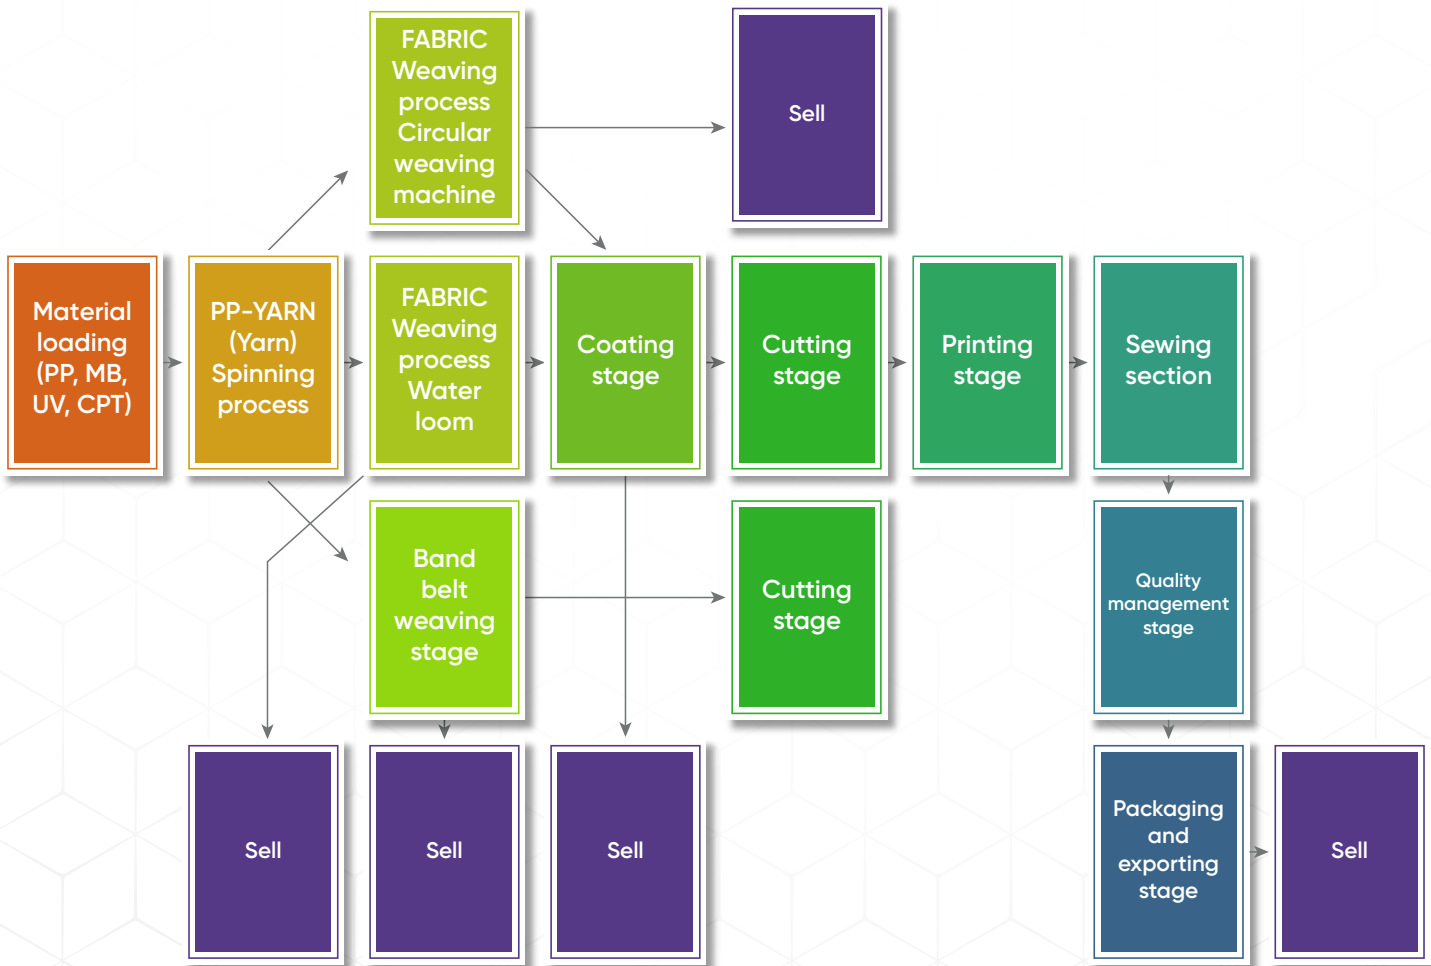 FABRIC
Weaving
process
Circular
weaving
machine
Sell
Material
loading
(PP, MB,
UV, CPT)
PP-YARN
(Yarn)
Spinning
process
FABRIC
Weaving
process
Water
loom
Coating
stage
Cutting
stage
Printing
stage
Sewing
section
Band
belt
weaving
stage
Cutting
stage
Quality
management
stage
Sell
Sell
Sell
Packaging
and
exporting
stage
Sell